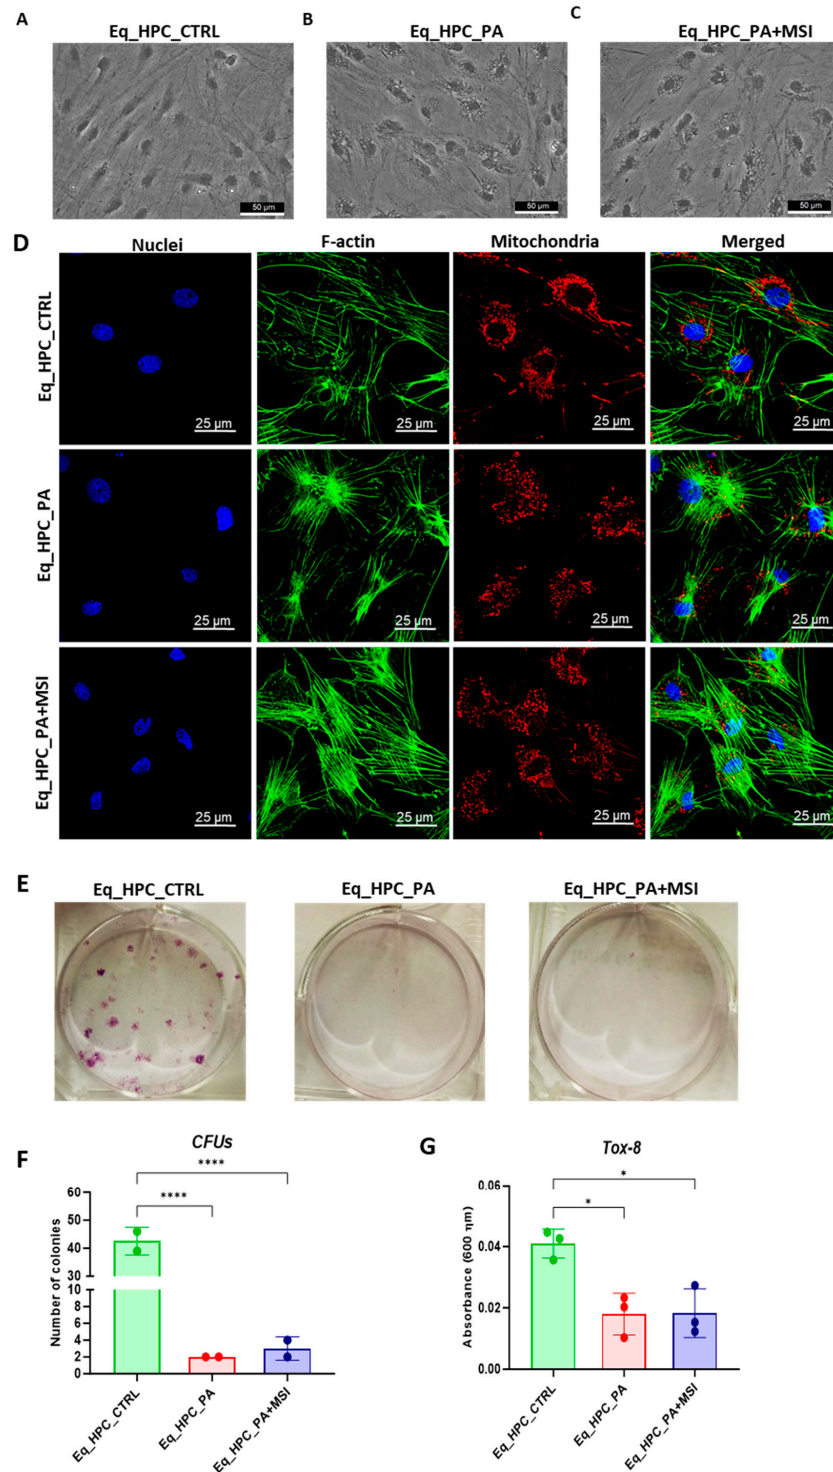 A
B
C
Eq_HPC_CTRL
Eq_HPC_PA
Eq_HPC_PA+MSI
50 µm
50 µm
50 µm
D
Nuclei
F-actin
Mitochondria
Merged
Eq_HPC_CTRL
25 µm
25 µm
25 µm
25 µm
Eq_HPC_PA
25 µm
25 µm
25 µm
25 µm
Eq_HPC_PA+MSI
25 µm
25 µm
25 µm
25 µm
E
Eq_HPC_CTRL
Eq_HPC_PA
Eq_HPC_PA+MSI
F
CFUs
****
****
Number of colonies
60
50
40
30
10
8
6
4
2
0
Eq_HPC_CTRL
Eq_HPC_PA
Eq_HPC_PA+MSI
G
Tox-8
*
*
Absorbance (600 ηm)
0.06
0.04
0.02
0.00
Eq_HPC_CTRL
Eq_HPC_PA
Eq_HPC_PA+MSI